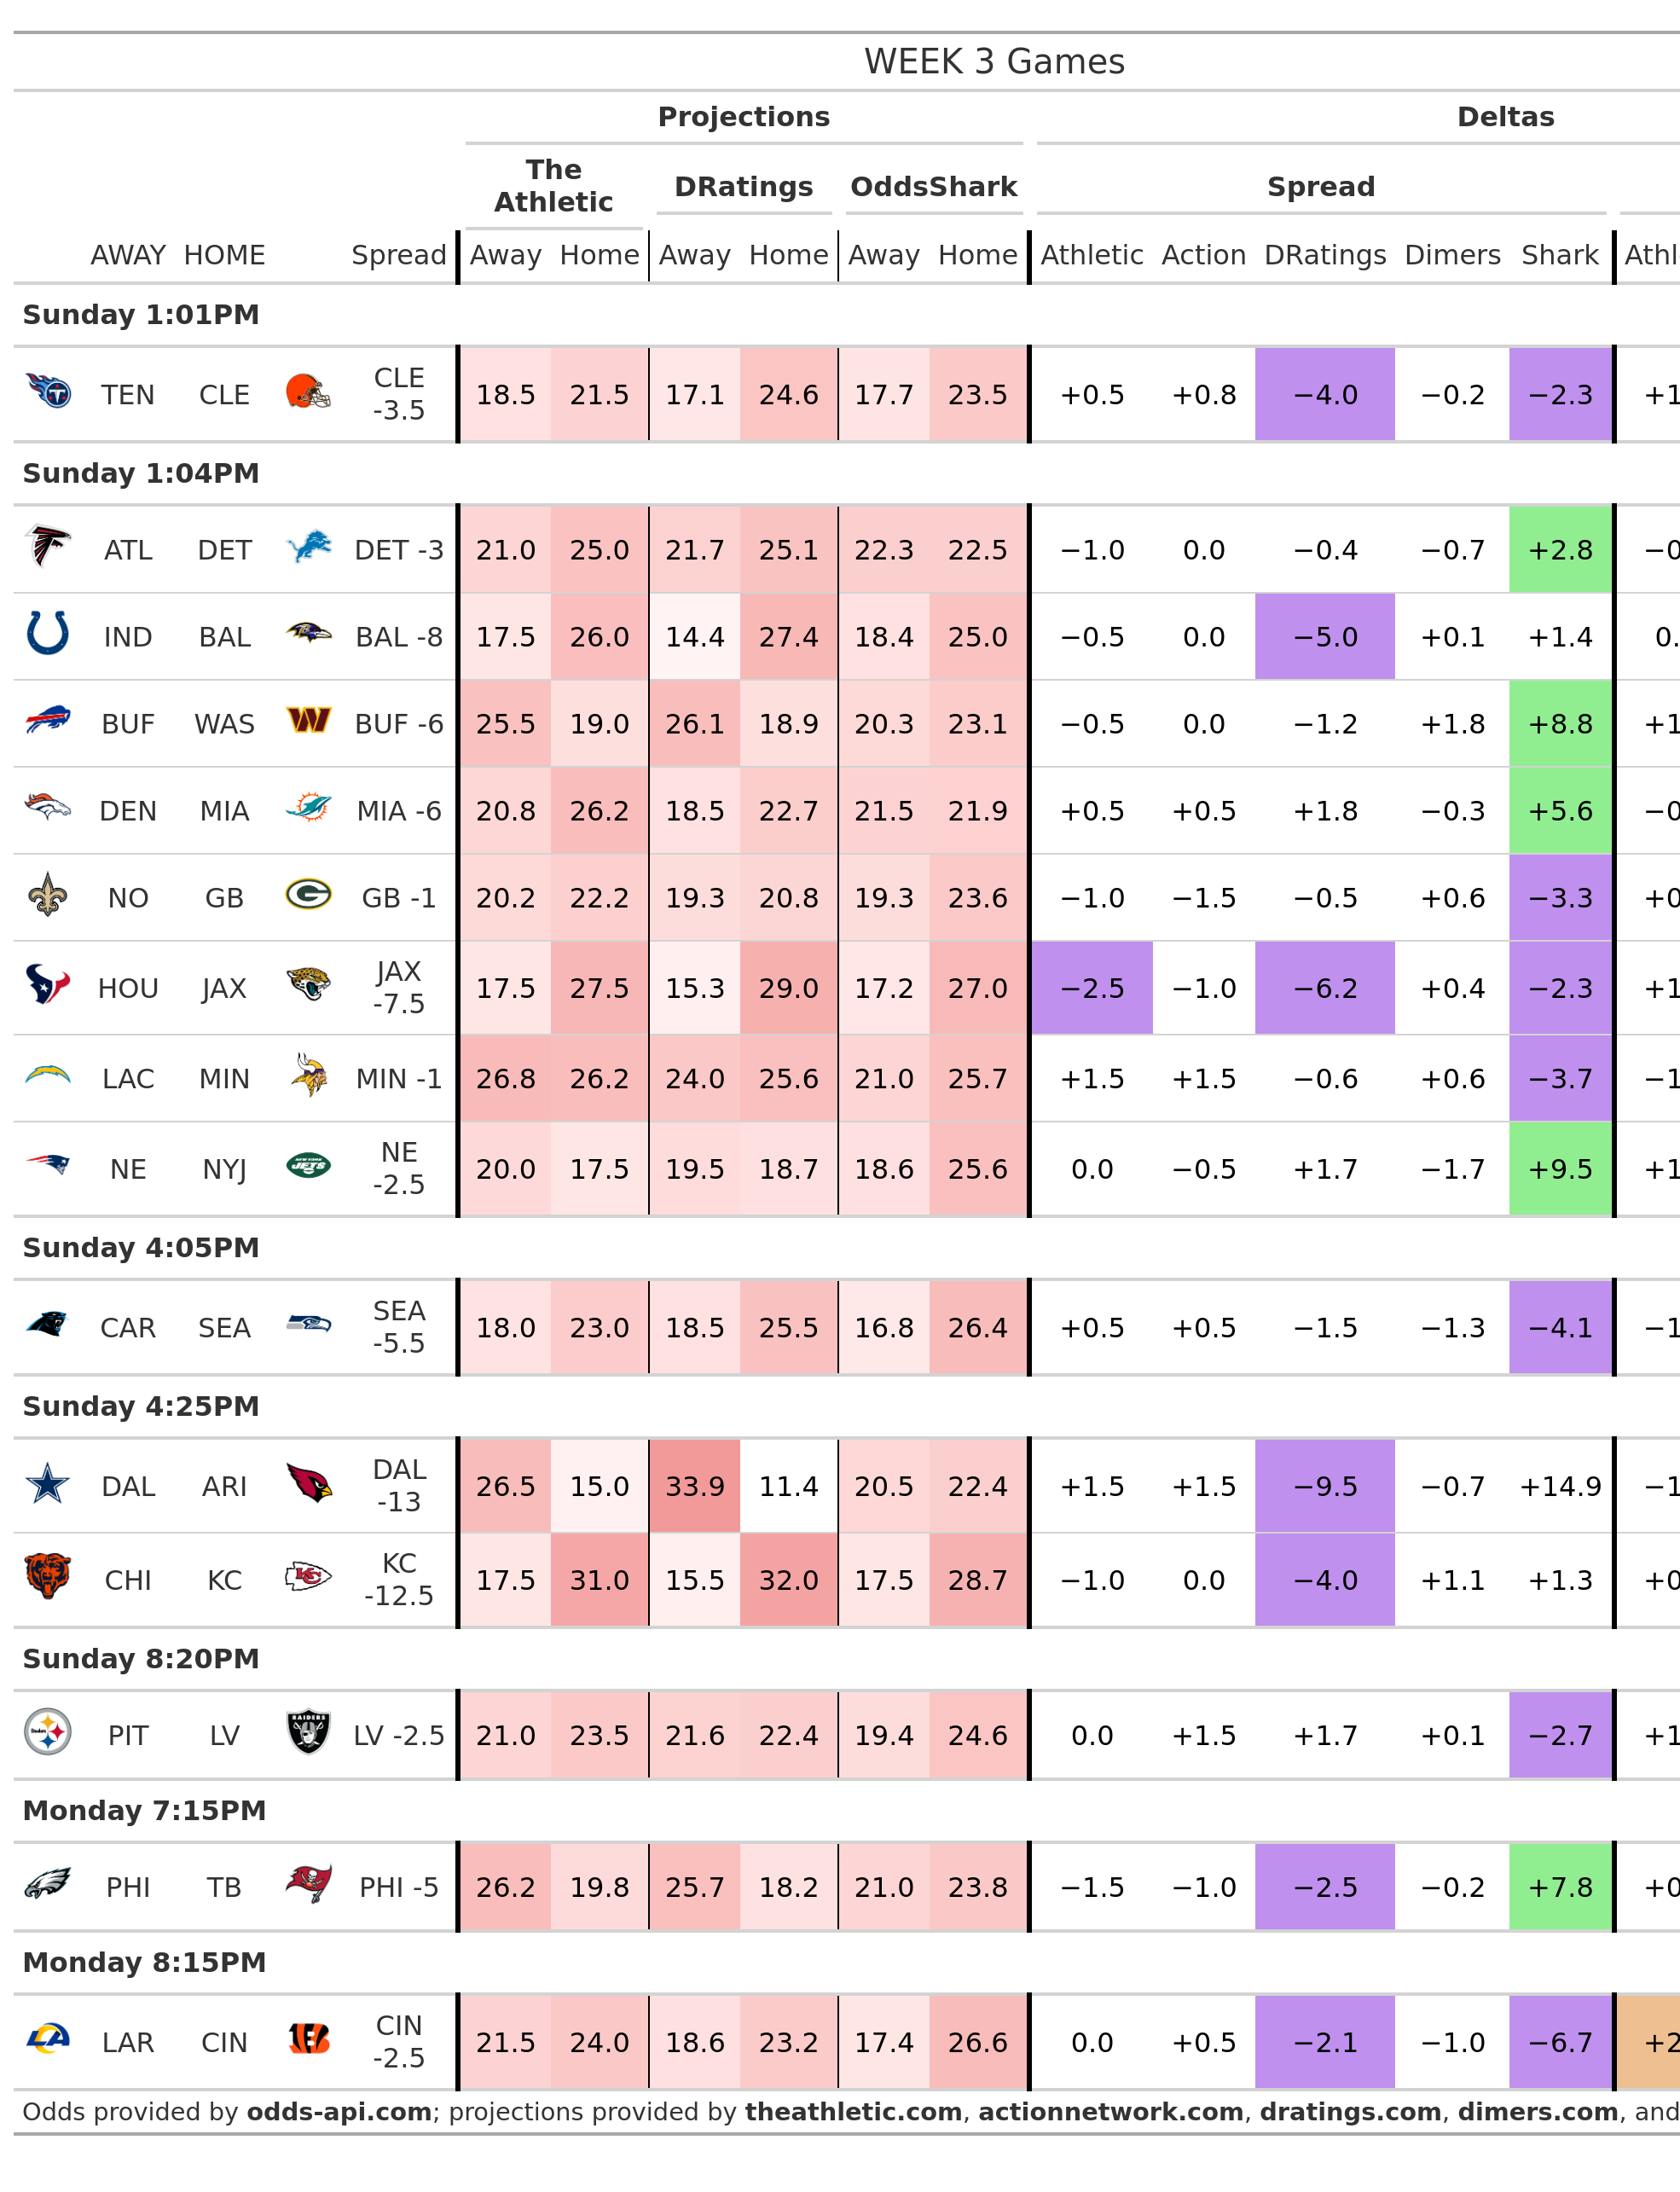 WEEK 3 Games
Projections Deltas
The Athletic DRatings OddsShark Spread
AWAY HOME Spread Away Home Away Home Away Home Athletic Action DRatings Dimers Shark Athl
Sunday 1:01PM
TEN CLE CLE -3.5 18.5 21.5 17.1 24.6 17.7 23.5 +0.5 +0.8 −4.0 −0.2 −2.3 +1
Sunday 1:04PM
ATL DET DET -3 21.0 25.0 21.7 25.1 22.3 22.5 −1.0 0.0 −0.4 −0.7 +2.8 −0
IND BAL BAL -8 17.5 26.0 14.4 27.4 18.4 25.0 −0.5 0.0 −5.0 +0.1 +1.4 0.
BUF WAS BUF -6 25.5 19.0 26.1 18.9 20.3 23.1 −0.5 0.0 −1.2 +1.8 +8.8 +1
DEN MIA MIA -6 20.8 26.2 18.5 22.7 21.5 21.9 +0.5 +0.5 +1.8 −0.3 +5.6 −0
NO GB GB -1 20.2 22.2 19.3 20.8 19.3 23.6 −1.0 −1.5 −0.5 +0.6 −3.3 +0
HOU JAX JAX -7.5 17.5 27.5 15.3 29.0 17.2 27.0 −2.5 −1.0 −6.2 +0.4 −2.3 +1
LAC MIN MIN -1 26.8 26.2 24.0 25.6 21.0 25.7 +1.5 +1.5 −0.6 +0.6 −3.7 −1
NE NYJ NE -2.5 20.0 17.5 19.5 18.7 18.6 25.6 0.0 −0.5 +1.7 −1.7 +9.5 +1
Sunday 4:05PM
CAR SEA SEA -5.5 18.0 23.0 18.5 25.5 16.8 26.4 +0.5 +0.5 −1.5 −1.3 −4.1 −1
Sunday 4:25PM
DAL ARI DAL -13 26.5 15.0 33.9 11.4 20.5 22.4 +1.5 +1.5 −9.5 −0.7 +14.9 −1
CHI KC KC -12.5 17.5 31.0 15.5 32.0 17.5 28.7 −1.0 0.0 −4.0 +1.1 +1.3 +0
Sunday 8:20PM
PIT LV LV -2.5 21.0 23.5 21.6 22.4 19.4 24.6 0.0 +1.5 +1.7 +0.1 −2.7 +1
Monday 7:15PM
PHI TB PHI -5 26.2 19.8 25.7 18.2 21.0 23.8 −1.5 −1.0 −2.5 −0.2 +7.8 +0
Monday 8:15PM
LAR CIN CIN -2.5 21.5 24.0 18.6 23.2 17.4 26.6 0.0 +0.5 −2.1 −1.0 −6.7 +2
Odds provided by odds-api.com; projections provided by theathletic.com, actionnetwork.com, dratings.com, dimers.com, and